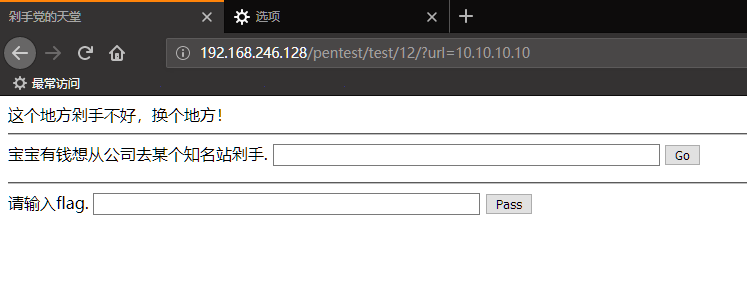 剁手党的天堂
选项
192.168.246.128/pentest/test/12/?url=10.10.10.10
最常访问
这个地方剁手不好，换个地方！
宝宝有钱想从公司去某个知名站剁手. Go
请输入flag. Pass